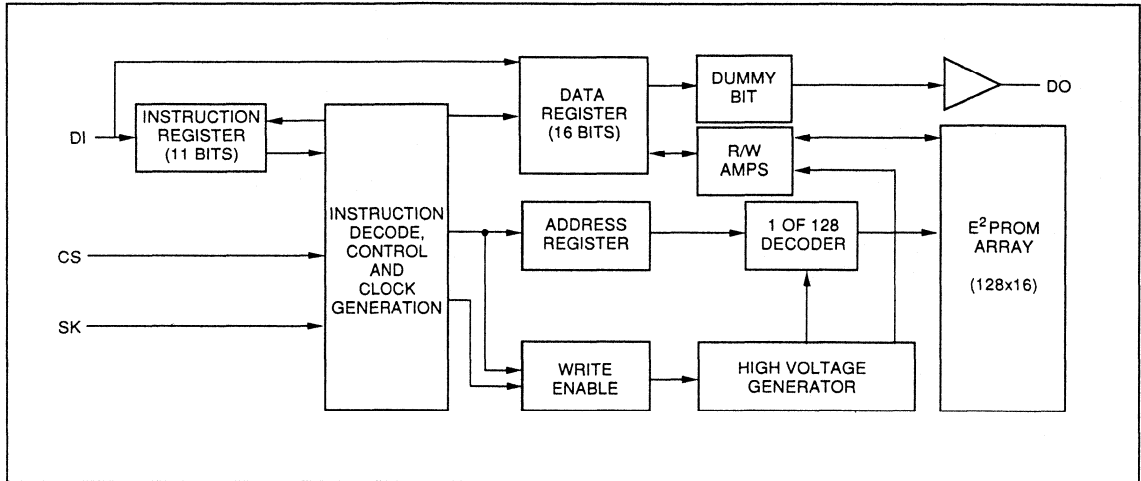 DI
INSTRUCTION
REGISTER
(11 BITS)
CS
SK
INSTRUCTION
DECODE,
CONTROL
AND
CLOCK
GENERATION
DATA
REGISTER
(16 BITS)
DUMMY
BIT
DO
R/W
AMPS
ADDRESS
REGISTER
1 OF 128
DECODER
E²PROM
ARRAY
(128x16)
WRITE
ENABLE
HIGH VOLTAGE
GENERATOR